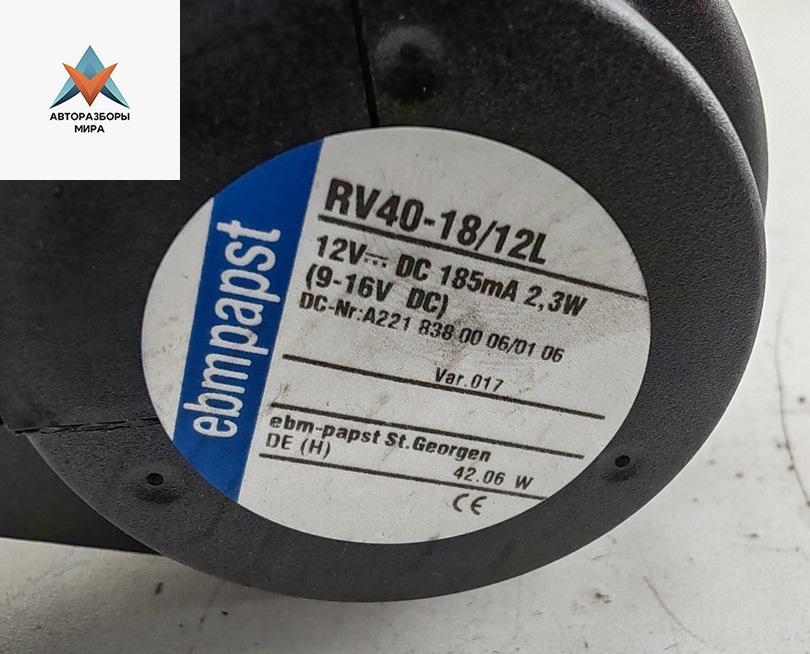 АВТОРАЗБОРЫ
МИРА
ebmpapst
RV40-18/12L
12V⎓ DC 185mA 2,3W
(9-16V DC)
DC-Nr:A221 838 00 06/01 06
Var.017
ebm-papst St.Georgen
DE (H)
42.06 W
CE